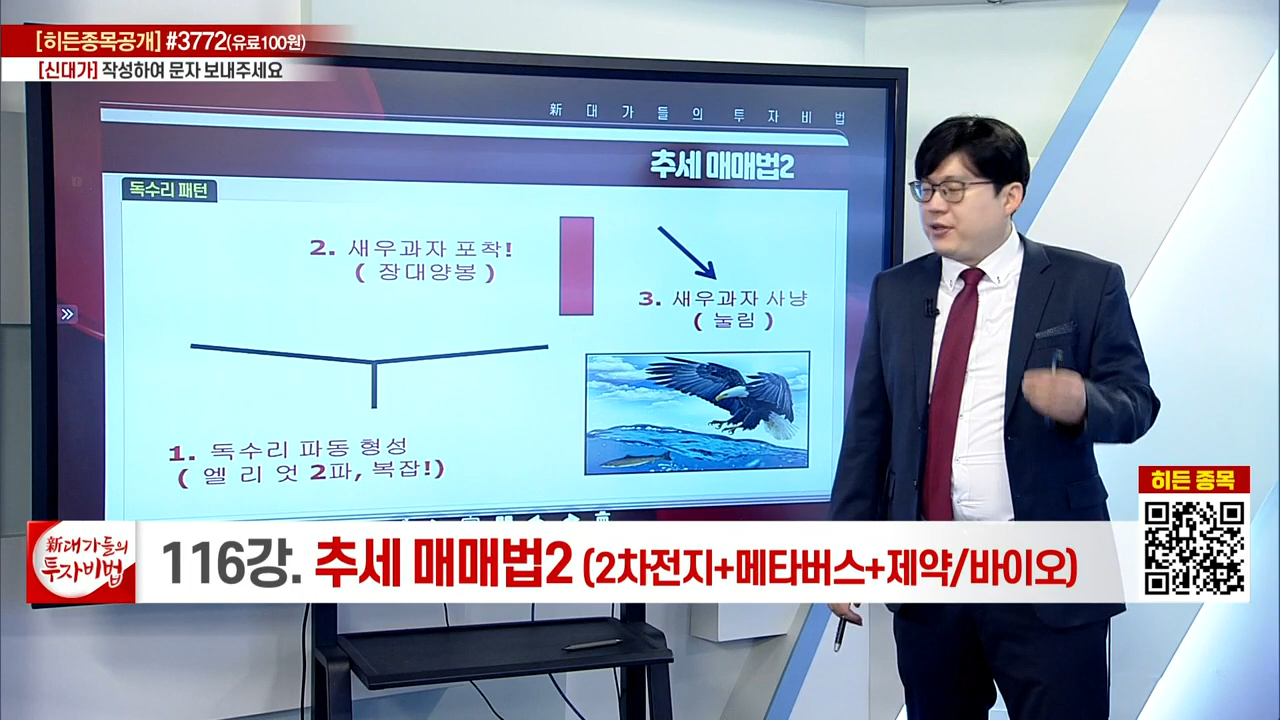 [히든종목공개] #3772(유료100원)
[신대가] 작성하여 문자 보내주세요
新 대 가 들 의 투 자 비 법
추세 매매법2
독수리 패턴
2. 새우과자 포착!
( 장대양봉 )
3. 새우과자 사냥
( 눌림 )
1. 독수리 파동 형성
( 엘 리 엇 2파, 복잡!)
히든 종목
新대가들의
투자비법
116강. 추세 매매법2 (2차전지+메타버스+제약/바이오)